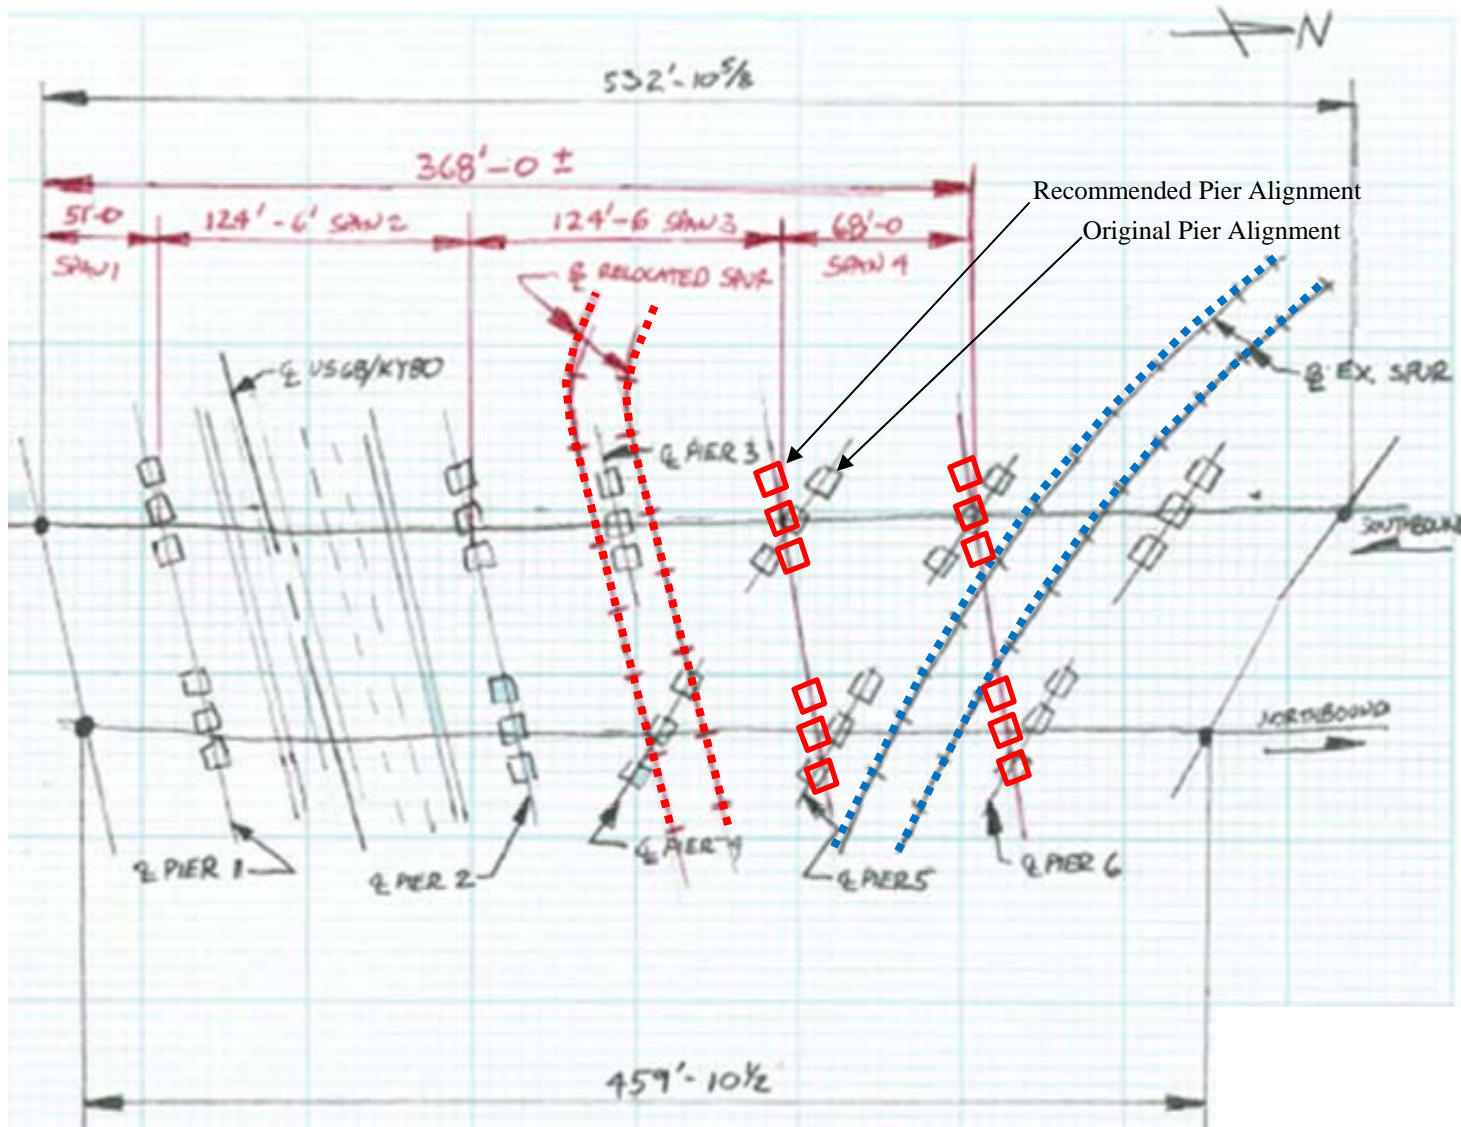 N
532'-10 5/8
368'-0 ±
51'-0
124'-6' SPAN 2
124'-6 SPAN 3
68'-0
SPAN 1
SPAN 4
Recommended Pier Alignment
Original Pier Alignment
℄ RELOCATED SPUR
℄ US68/KY80
℄ EX. SPUR
℄ PIER 3
SOUTHBOUND
NORTHBOUND
℄ PIER 1
℄ PIER 2
℄ PIER 4
℄ PIER 5
℄ PIER 6
459'-10 1/2